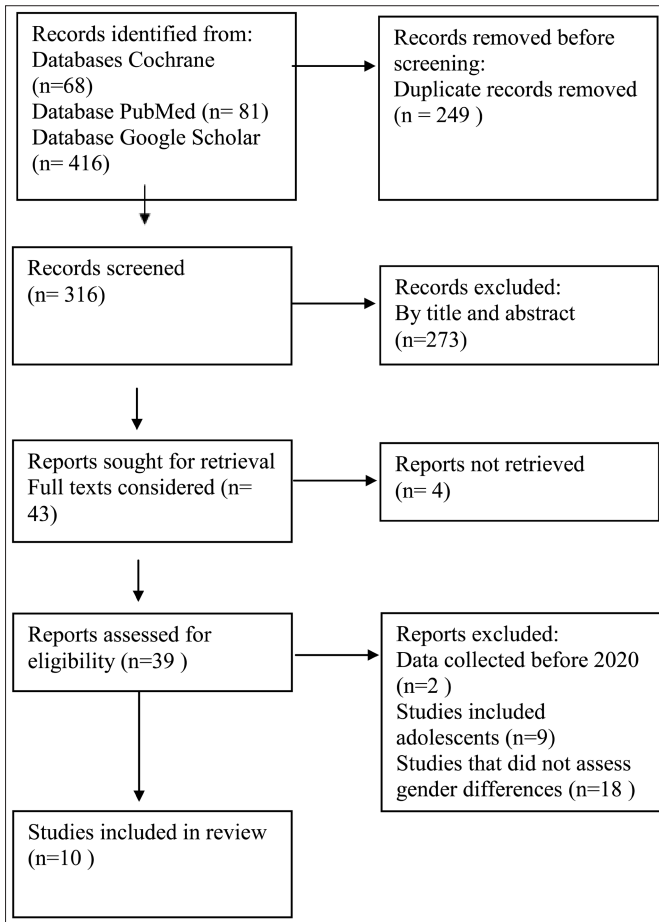 Records identified from:
Databases Cochrane
(n=68)
Database PubMed (n= 81)
Database Google Scholar
(n= 416)
Records removed before
screening:
Duplicate records removed
(n = 249 )
Records screened
(n= 316)
Records excluded:
By title and abstract
(n=273)
Reports sought for retrieval
Full texts considered (n=
43)
Reports not retrieved
(n= 4)
Reports assessed for
eligibility (n=39 )
Reports excluded:
Data collected before 2020
(n=2 )
Studies included
adolescents (n=9)
Studies that did not assess
gender differences (n=18 )
Studies included in review
(n=10 )